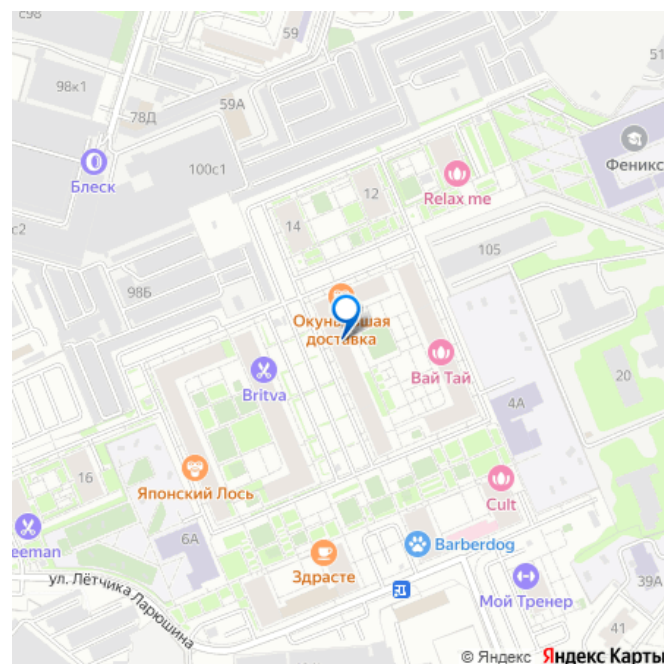 с98
59
51
98к1
59А
78Д
100с1
Блеск
Феникс
12
Relax me
14
с2
105
98Б
доставка
Вай Тай
Britva
20
4А
16
Японский Лось
Cult
eeman
6А
Barberdog
Здрасте
ул. Лётчика Ларюшина
Мой Тренер
39А
41
© Яндекс Яндекс Карты